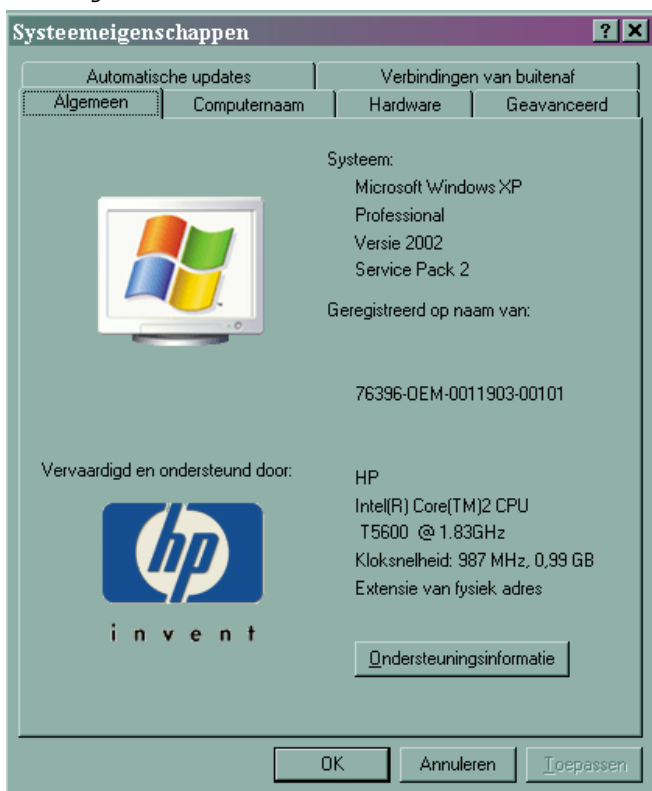 Systeemeigenschappen
Automatische updates
Verbindingen van buitenaf
Algemeen
Computernaam
Hardware
Geavanceerd
Systeem:
Microsoft Windows XP
Professional
Versie 2002
Service Pack 2
Geregistreerd op naam van:
76396-OEM-0011903-00101
Vervaardigd en ondersteund door:
HP
Intel(R) Core(TM)2 CPU
T5600 @ 1.83GHz
Kloksnelheid: 987 MHz, 0,99 GB
Extensie van fysiek adres
hp
invent
Ondersteuningsinformatie
OK
Annuleren
Toepassen